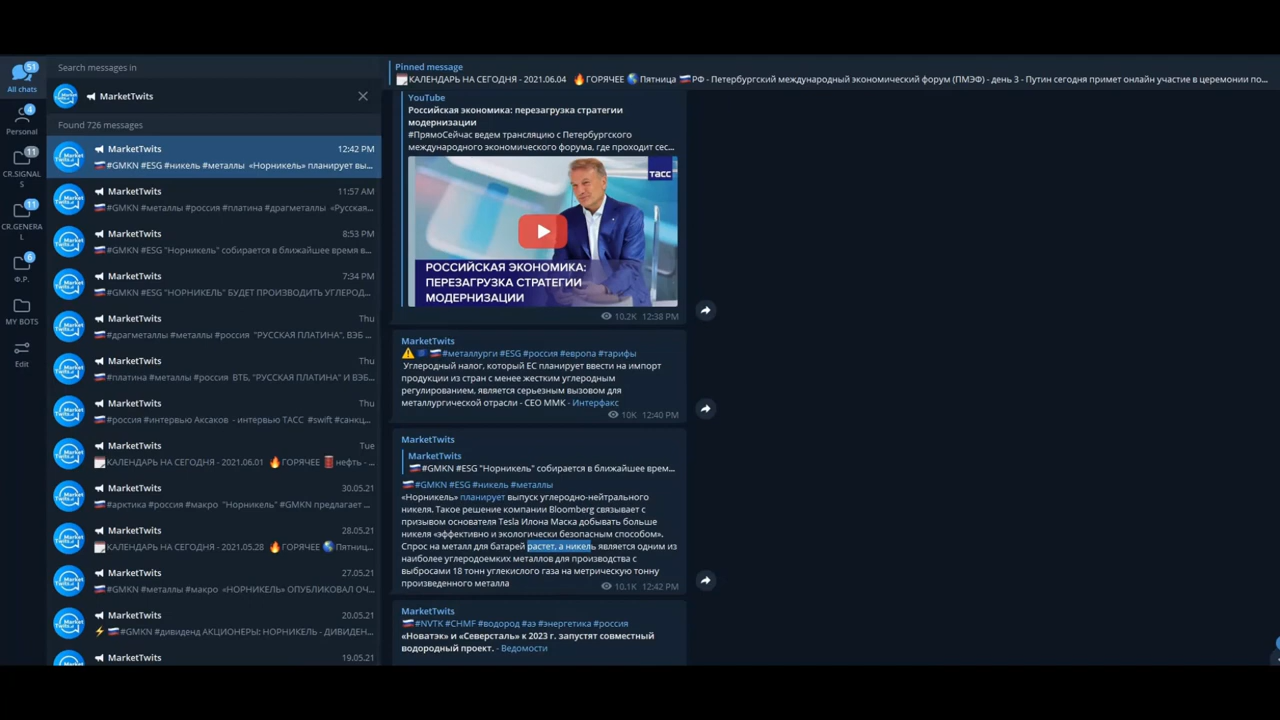 51
All chats
4
Personal
11
CR.SIGNAL
S
11
CR.GENERA
L
6
Ф.Р.
MY BOTS
Edit
Search messages in
MarketTwits
Found 726 messages
MarketTwits 12:42 PM
#GMKN #ESG #никель #металлы «Норникель» планирует вы...
MarketTwits 11:57 AM
#GMKN #металлы #россия #платина #драгметаллы «Русская...
MarketTwits 8:53 PM
#GMKN #ESG "Норникель" собирается в ближайшее время в...
MarketTwits 7:34 PM
#GMKN #ESG "НОРНИКЕЛЬ" БУДЕТ ПРОИЗВОДИТЬ УГЛЕРОД...
MarketTwits Thu
#драгметаллы #металлы #россия "РУССКАЯ ПЛАТИНА", ВЭБ ...
MarketTwits Thu
#платина #металлы #россия ВТБ, "РУССКАЯ ПЛАТИНА" И ВЭБ...
MarketTwits Thu
#россия #интервью Аксаков - интервью ТАСС #swift #санкц...
MarketTwits Tue
КАЛЕНДАРЬ НА СЕГОДНЯ - 2021.06.01 🔥ГОРЯЧЕЕ 🛢нефть - ...
MarketTwits 30.05.21
#арктика #россия #макро "Норникель" #GMKN предлагает ...
MarketTwits 28.05.21
КАЛЕНДАРЬ НА СЕГОДНЯ - 2021.05.28 🔥ГОРЯЧЕЕ 🌎Пятниц...
MarketTwits 27.05.21
#GMKN #металлы #макро «НОРНИКЕЛЬ» ОПУБЛИКОВАЛ ОЧ...
MarketTwits 20.05.21
⚡🇷🇺#GMKN #дивиденд АКЦИОНЕРЫ: НОРНИКЕЛЬ - ДИВИДЕН...
MarketTwits 19.05.21
Pinned message
КАЛЕНДАРЬ НА СЕГОДНЯ - 2021.06.04 🔥ГОРЯЧЕЕ 🌎Пятница 🇷🇺РФ - Петербургский международный экономический форум (ПМЭФ) - день 3 - Путин сегодня примет онлайн участие в церемонии по...
YouTube
Российская экономика: перезагрузка стратегии
модернизации
#ПрямоСейчас ведем трансляцию с Петербургского
международного экономического форума, где проходит сес...
ТАСС
РОССИЙСКАЯ ЭКОНОМИКА:
ПЕРЕЗАГРУЗКА СТРАТЕГИИ
МОДЕРНИЗАЦИИ
10.2K 12:38 PM
MarketTwits
⚠️🇪🇺🇷🇺#металлурги #ESG #россия #европа #тарифы
Углеродный налог, который ЕС планирует ввести на импорт
продукции из стран с менее жестким углеродным
регулированием, является серьезным вызовом для
металлургической отрасли - CEO ММК - Интерфакс
10K 12:40 PM
MarketTwits
MarketTwits
🇷🇺#GMKN #ESG "Норникель" собирается в ближайшее врем...
🇷🇺#GMKN #ESG #никель #металлы
«Норникель» планирует выпуск углеродно-нейтрального
никеля. Такое решение компании Bloomberg связывает с
призывом основателя Tesla Илона Маска добывать больше
никеля «эффективно и экологически безопасным способом».
Спрос на металл для батарей растет, а никель является одним из
наиболее углеродоемких металлов для производства с
выбросами 18 тонн углекислого газа на метрическую тонну
произведенного металла
10.1K 12:42 PM
MarketTwits
🇷🇺#NVTK #CHMF #водород #аэ #энергетика #россия
«Новатэк» и «Северсталь» к 2023 г. запустят совместный
водородный проект. - Ведомости